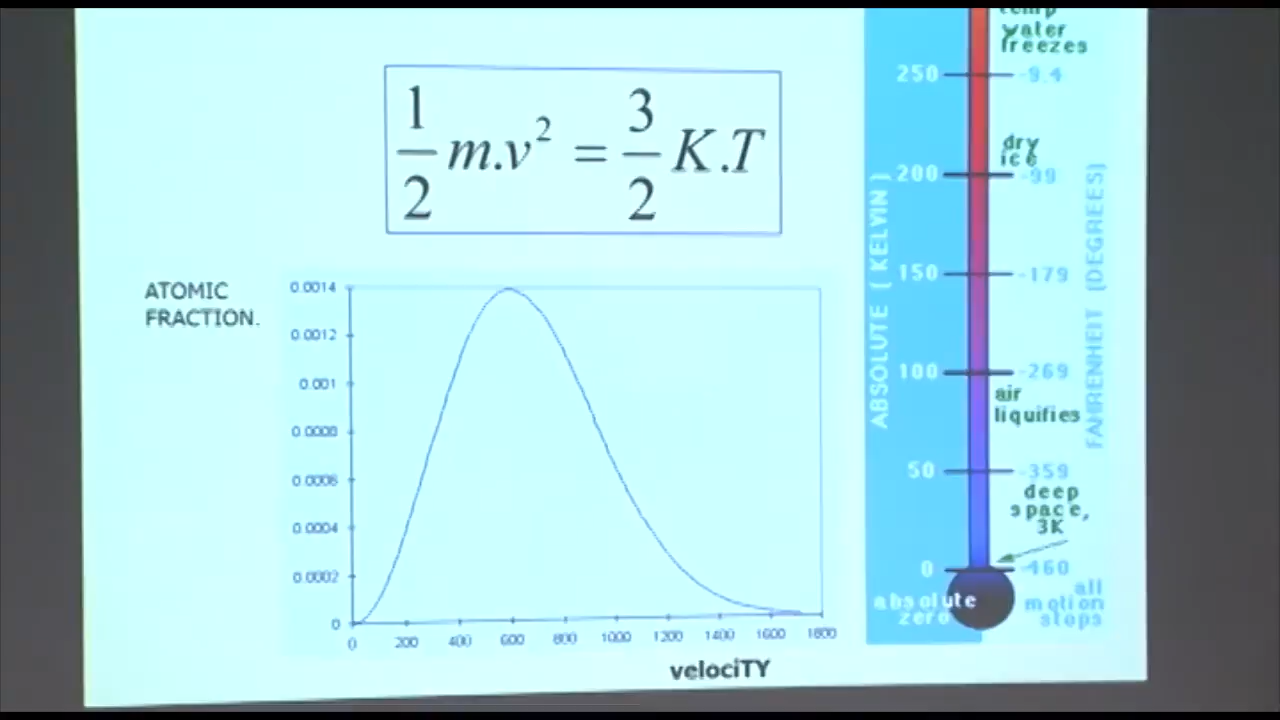 temp
water
freezes
1/2 m.v² = 3/2 K.T
250 -9.4
dry
ice
200 -99
150 -179
100 -269
air
liquifies
50 -359
deep
space,
3K
0 -460
absolute
zero
all
motion
stops
ABSOLUTE ( KELVIN )
FAHRENHEIT (DEGREES)
ATOMIC
FRACTION.
0.0014
0.0012
0.001
0.0008
0.0006
0.0004
0.0002
0
0 200 400 600 800 1000 1200 1400 1600 1800
velociTY